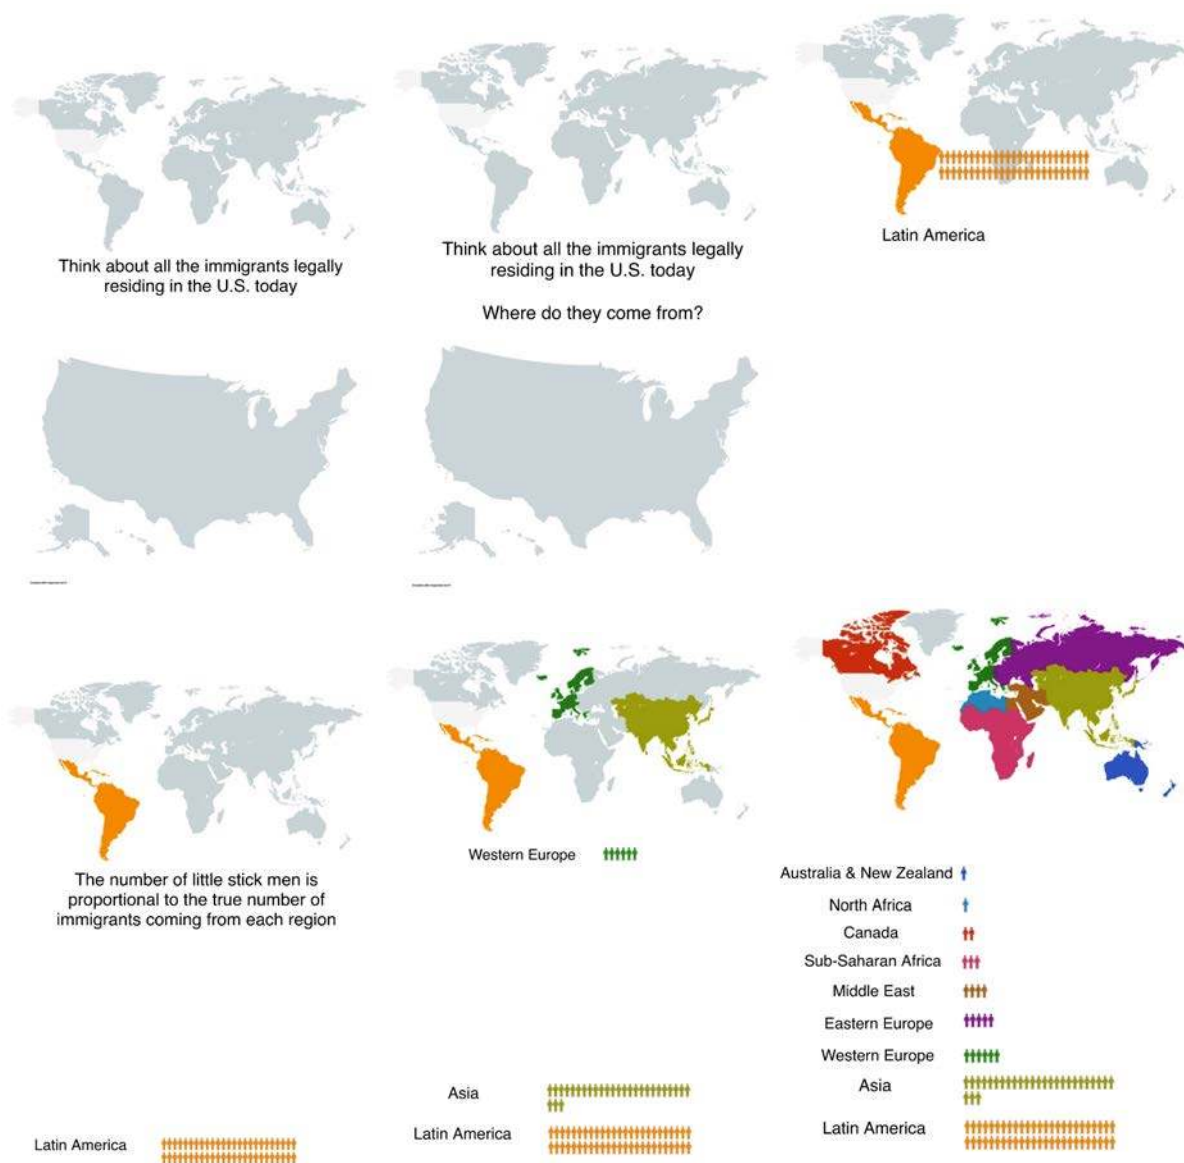 Think about all the immigrants legally
residing in the U.S. today
Think about all the immigrants legally
residing in the U.S. today
Where do they come from?
Latin America
The number of little stick men is
proportional to the true number of
immigrants coming from each region
Latin America
Western Europe
Asia
Latin America
Australia & New Zealand
North Africa
Canada
Sub-Saharan Africa
Middle East
Eastern Europe
Western Europe
Asia
Latin America